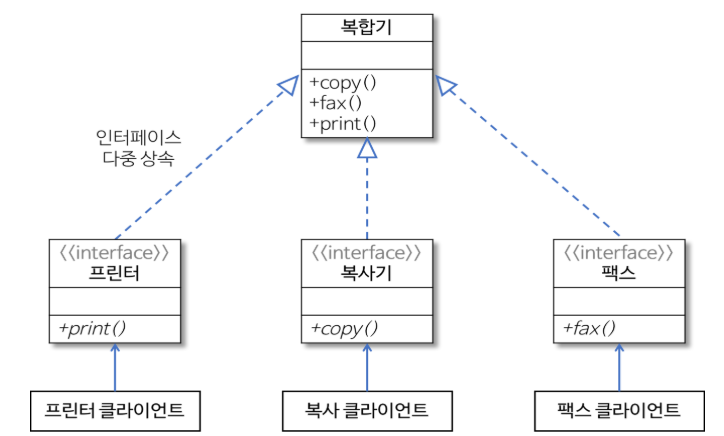 복합기
+copy()
+fax()
+print()
인터페이스
다중 상속
⟨⟨interface⟩⟩
프린터
+print()
⟨⟨interface⟩⟩
복사기
+copy()
⟨⟨interface⟩⟩
팩스
+fax()
프린터 클라이언트
복사 클라이언트
팩스 클라이언트